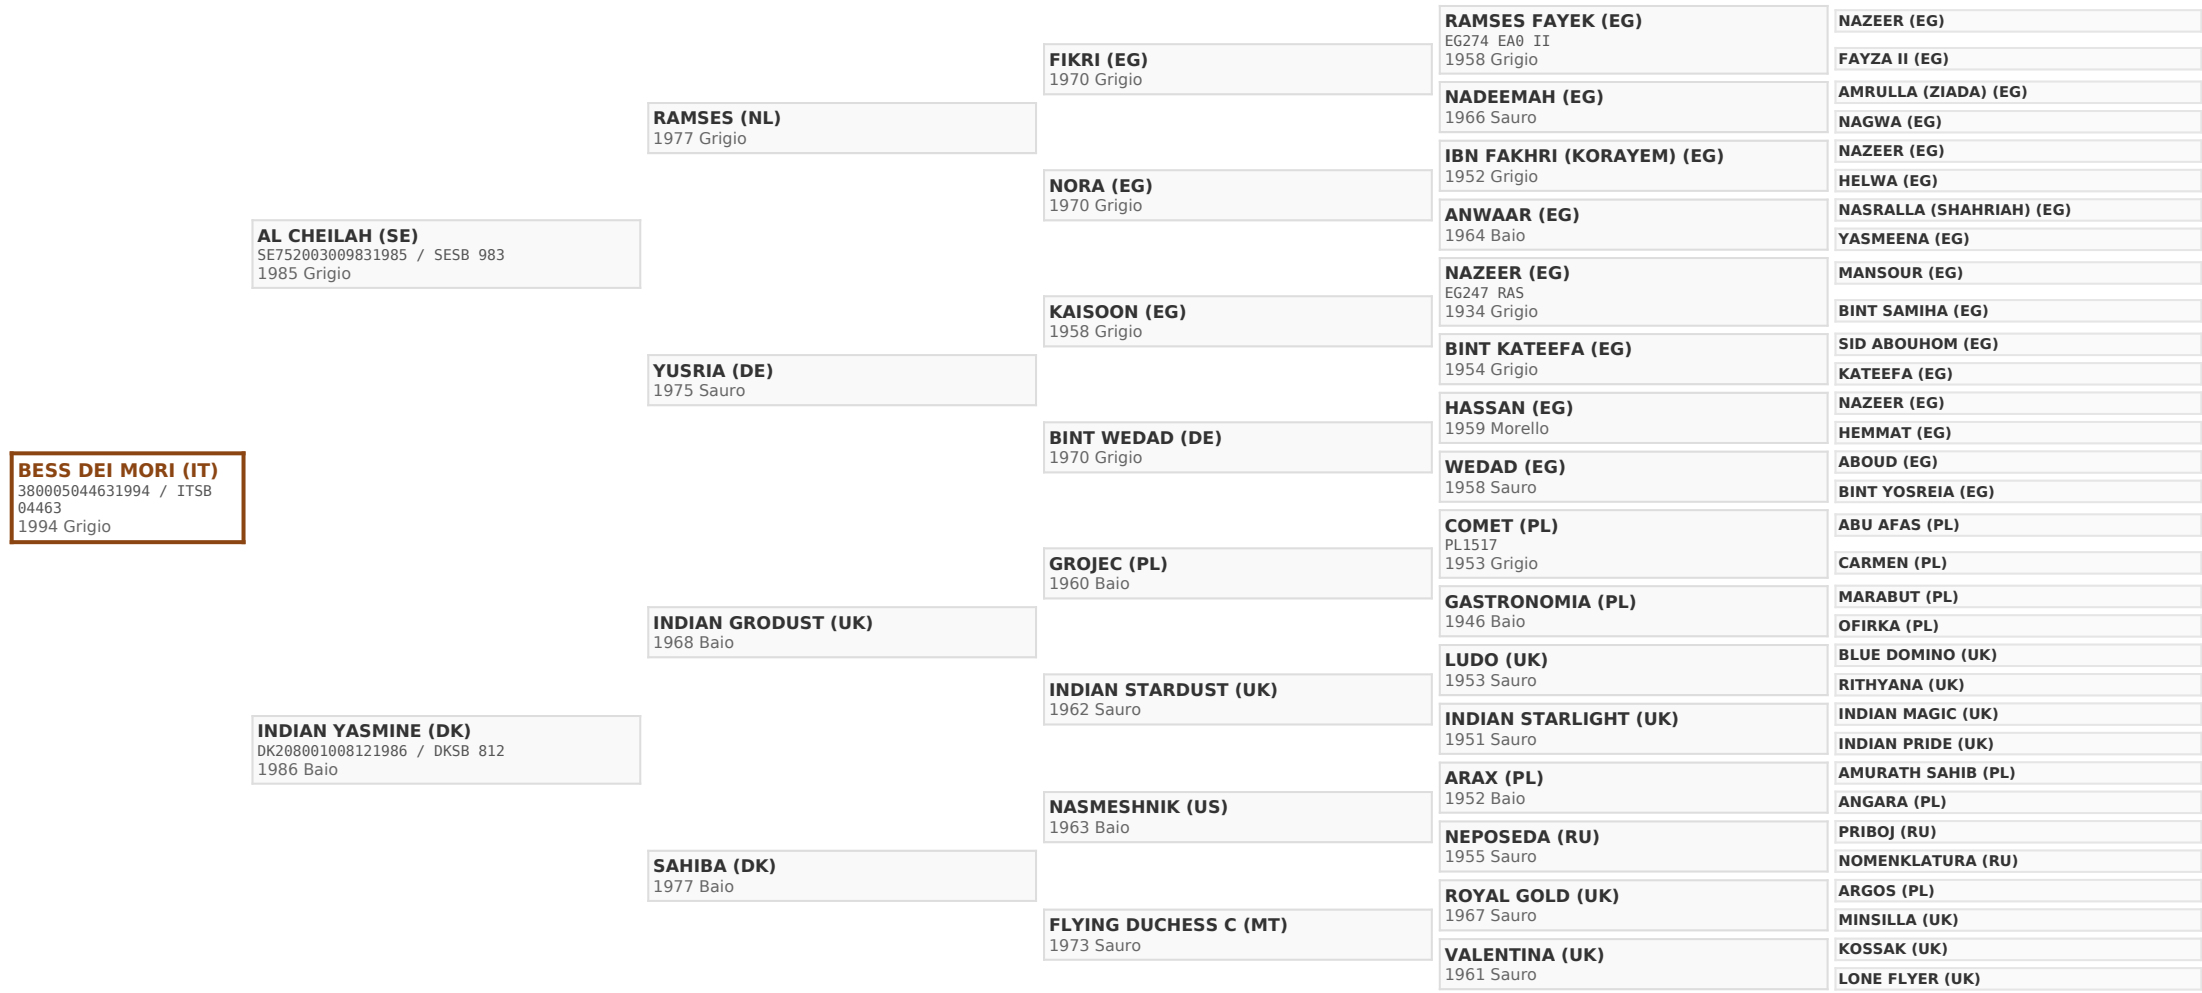 BESS DEI MORI (IT)
380005044631994 / ITSB
04463
1994 Grigio
AL CHEILAH (SE)
SE752003009831985 / SESB 983
1985 Grigio
INDIAN YASMINE (DK)
DK208001008121986 / DKSB 812
1986 Baio
RAMSES (NL)
1977 Grigio
YUSRIA (DE)
1975 Sauro
INDIAN GRODUST (UK)
1968 Baio
SAHIBA (DK)
1977 Baio
FIKRI (EG)
1970 Grigio
NORA (EG)
1970 Grigio
KAISOON (EG)
1958 Grigio
BINT WEDAD (DE)
1970 Grigio
GROJEC (PL)
1960 Baio
INDIAN STARDUST (UK)
1962 Sauro
NASMESHNIK (US)
1963 Baio
FLYING DUCHESS C (MT)
1973 Sauro
RAMSES FAYEK (EG)
EG274 EA0 II
1958 Grigio
NADEEMAH (EG)
1966 Sauro
IBN FAKHRI (KORAYEM) (EG)
1952 Grigio
ANWAAR (EG)
1964 Baio
NAZEER (EG)
EG247 RAS
1934 Grigio
BINT KATEEFA (EG)
1954 Grigio
HASSAN (EG)
1959 Morello
WEDAD (EG)
1958 Sauro
COMET (PL)
PL1517
1953 Grigio
GASTRONOMIA (PL)
1946 Baio
LUDO (UK)
1953 Sauro
INDIAN STARLIGHT (UK)
1951 Sauro
ARAX (PL)
1952 Baio
NEPOSEDA (RU)
1955 Sauro
ROYAL GOLD (UK)
1967 Sauro
VALENTINA (UK)
1961 Sauro
NAZEER (EG)
FAYZA II (EG)
AMRULLA (ZIADA) (EG)
NAGWA (EG)
NAZEER (EG)
HELWA (EG)
NASRALLA (SHAHRIAH) (EG)
YASMEENA (EG)
MANSOUR (EG)
BINT SAMIHA (EG)
SID ABOUHOM (EG)
KATEEFA (EG)
NAZEER (EG)
HEMMAT (EG)
ABOUD (EG)
BINT YOSREIA (EG)
ABU AFAS (PL)
CARMEN (PL)
MARABUT (PL)
OFIRKA (PL)
BLUE DOMINO (UK)
RITHYANA (UK)
INDIAN MAGIC (UK)
INDIAN PRIDE (UK)
AMURATH SAHIB (PL)
ANGARA (PL)
PRIBOJ (RU)
NOMENKLATURA (RU)
ARGOS (PL)
MINSILLA (UK)
KOSSAK (UK)
LONE FLYER (UK)